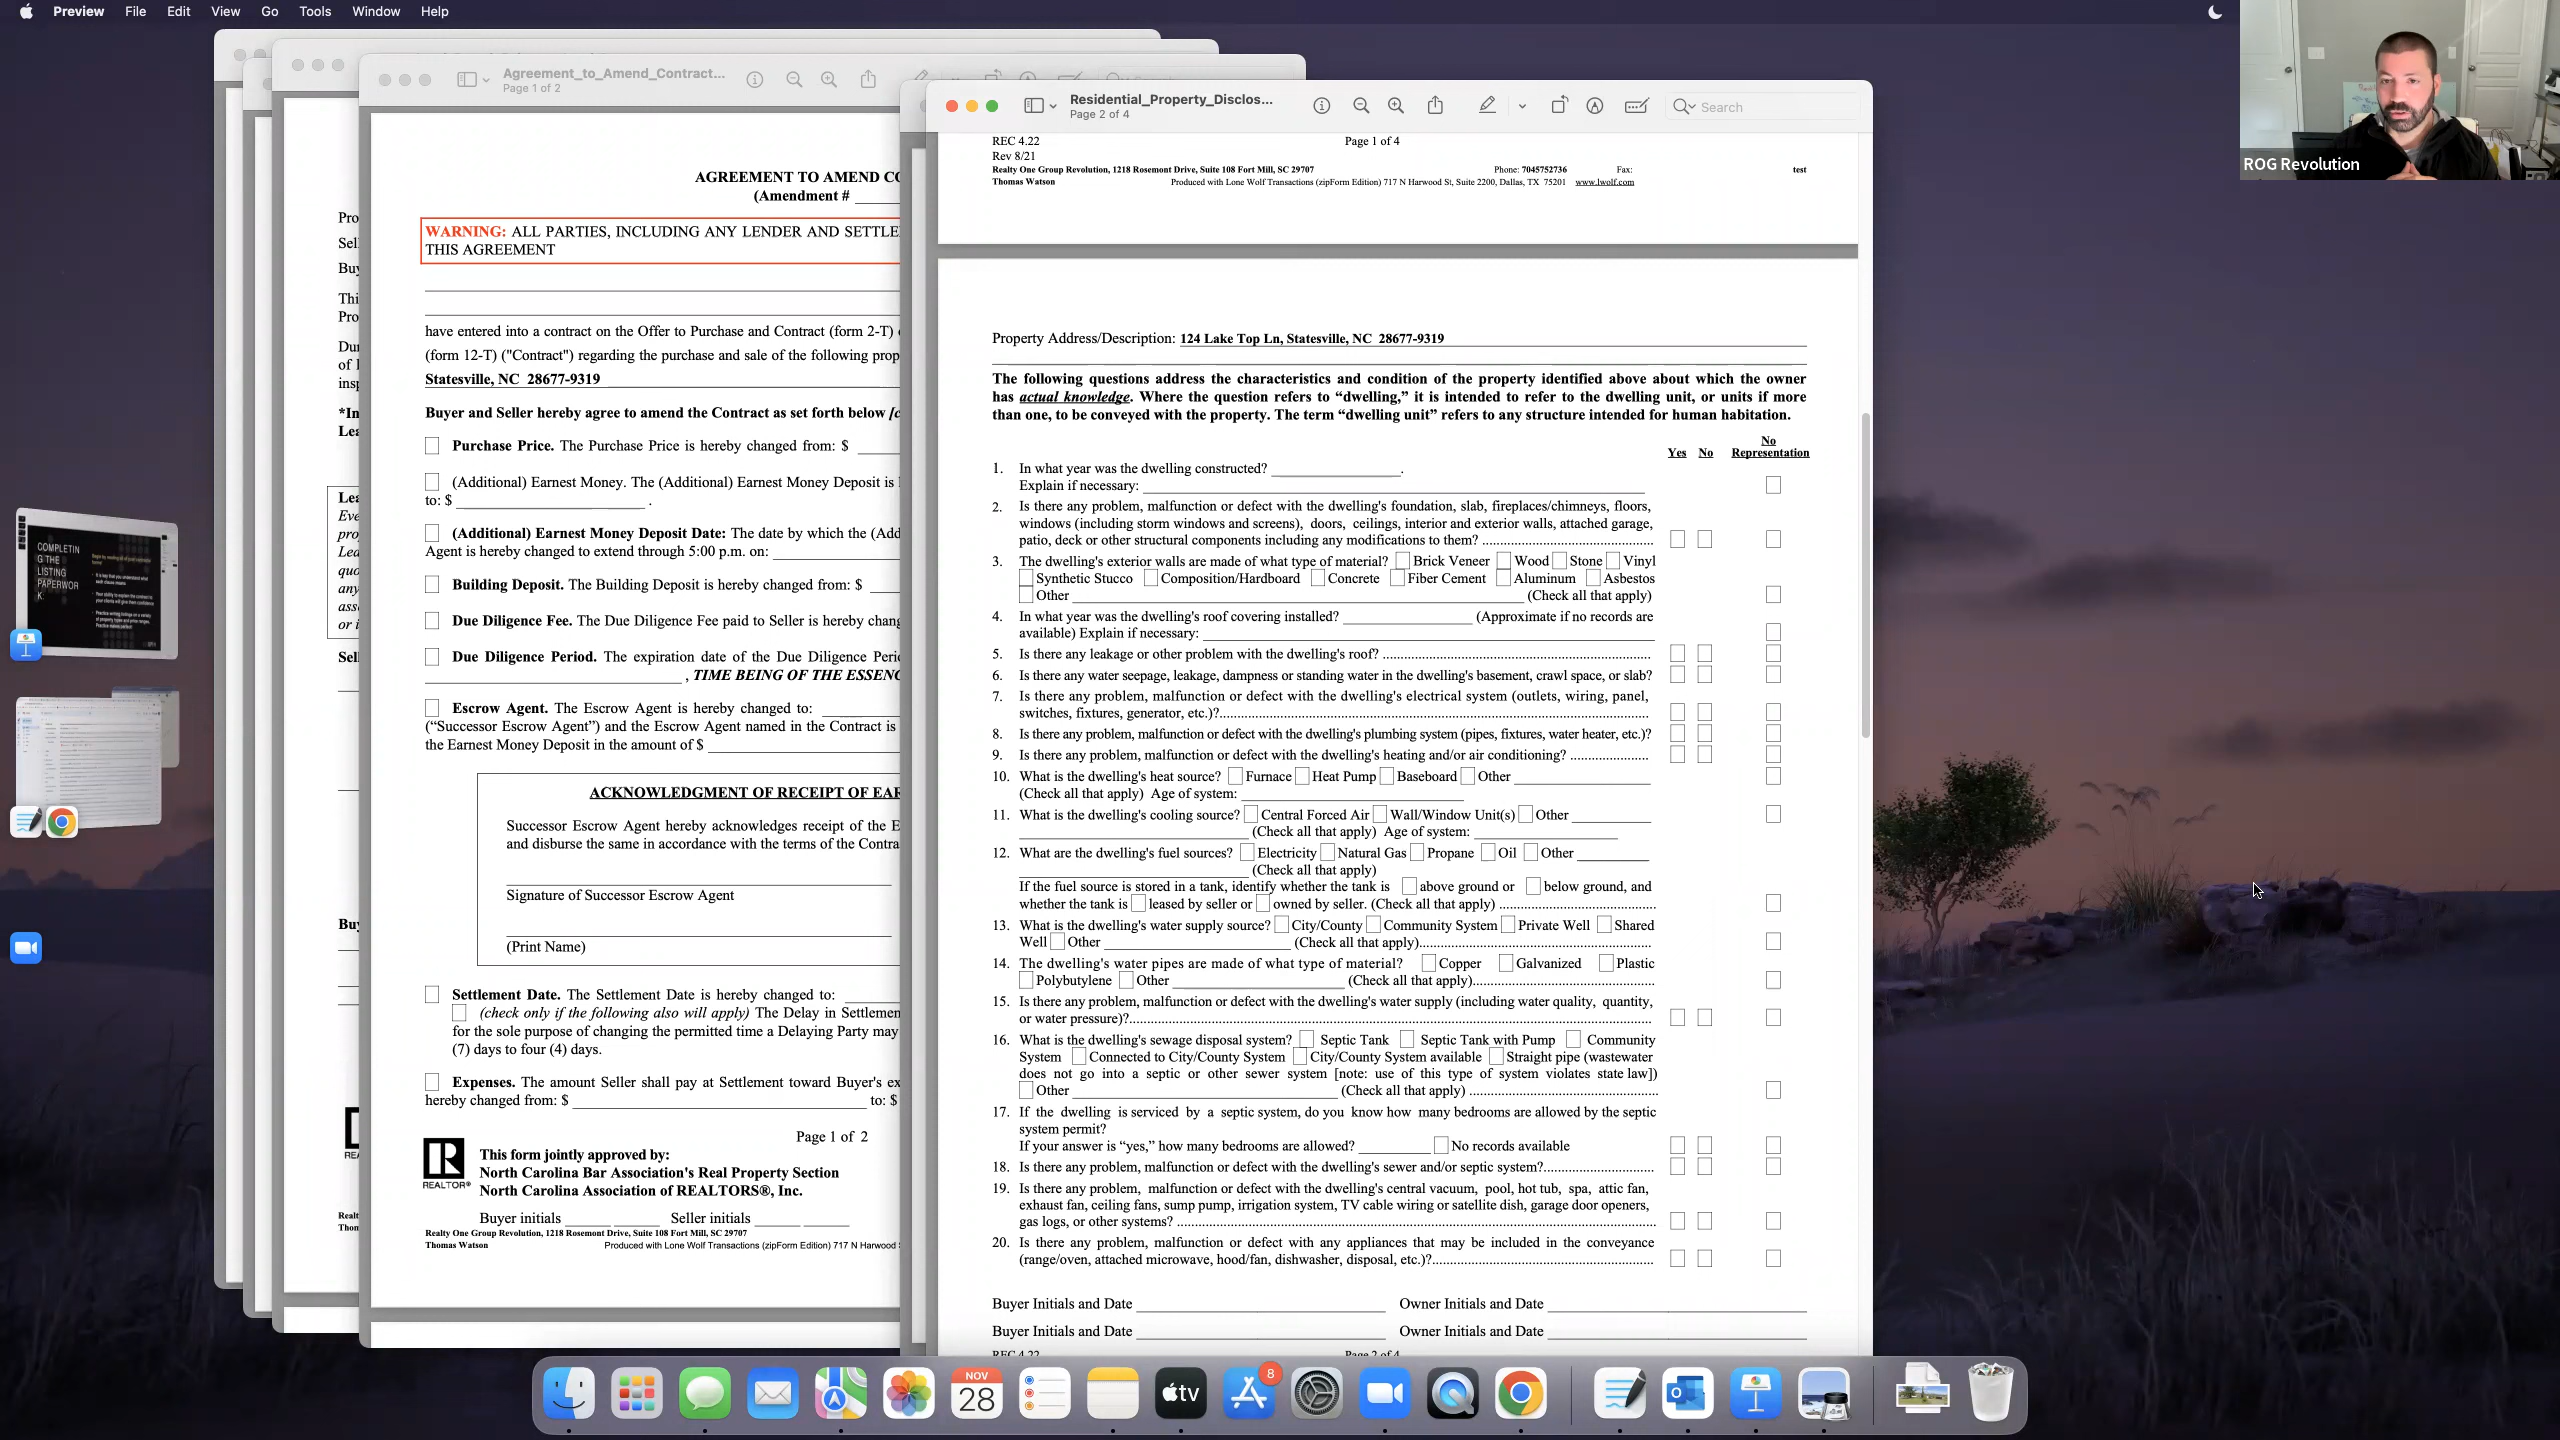 Preview File Edit View Go Tools Window Help
ROG Revolution
COMPLETIN
G THE
LISTING
PAPERWOR
K.
Pro
Sel
Buy
Thi
Pro
Du
of I
insp
*In
Lea
Lea
Eve
pro
Lea
quo
any
ass
or i
Sel
Buy
Realt
Thon
Agreement_to_Amend_Contract...
Page 1 of 2
AGREEMENT TO AMEND CO
(Amendment #
WARNING: ALL PARTIES, INCLUDING ANY LENDER AND SETTLE
THIS AGREEMENT
have entered into a contract on the Offer to Purchase and Contract (form 2-T)
(form 12-T) ("Contract") regarding the purchase and sale of the following prop
Statesville, NC 28677-9319
Buyer and Seller hereby agree to amend the Contract as set forth below [c
Purchase Price. The Purchase Price is hereby changed from: $
(Additional) Earnest Money. The (Additional) Earnest Money Deposit is
to: $ .
(Additional) Earnest Money Deposit Date: The date by which the (Add
Agent is hereby changed to extend through 5:00 p.m. on:
Building Deposit. The Building Deposit is hereby changed from: $
Due Diligence Fee. The Due Diligence Fee paid to Seller is hereby chang
Due Diligence Period. The expiration date of the Due Diligence Peri
, TIME BEING OF THE ESSENC
Escrow Agent. The Escrow Agent is hereby changed to:
(“Successor Escrow Agent”) and the Escrow Agent named in the Contract is
the Earnest Money Deposit in the amount of $
ACKNOWLEDGMENT OF RECEIPT OF EAR
Successor Escrow Agent hereby acknowledges receipt of the E
and disburse the same in accordance with the terms of the Contra
Signature of Successor Escrow Agent
(Print Name)
Settlement Date. The Settlement Date is hereby changed to:
(check only if the following also will apply) The Delay in Settlemen
for the sole purpose of changing the permitted time a Delaying Party may
(7) days to four (4) days.
Expenses. The amount Seller shall pay at Settlement toward Buyer's ex
hereby changed from: $ to: $
Page 1 of 2
REALTOR®
This form jointly approved by:
North Carolina Bar Association's Real Property Section
North Carolina Association of REALTORS®, Inc.
Buyer initials Seller initials
Realty One Group Revolution, 1218 Rosemont Drive, Suite 108 Fort Mill, SC 29707
Thomas Watson Produced with Lone Wolf Transactions (zipForm Edition) 717 N Harwood
Residential_Property_Disclos...
Page 2 of 4
Search
REC 4.22 Page 1 of 4
Rev 8/21
Realty One Group Revolution, 1218 Rosemont Drive, Suite 108 Fort Mill, SC 29707 Phone: 7045752736 Fax: test
Thomas Watson Produced with Lone Wolf Transactions (zipForm Edition) 717 N Harwood St, Suite 2200, Dallas, TX 75201 www.lwolf.com
Property Address/Description: 124 Lake Top Ln, Statesville, NC 28677-9319
The following questions address the characteristics and condition of the property identified above about which the owner
has actual knowledge. Where the question refers to “dwelling,” it is intended to refer to the dwelling unit, or units if more
than one, to be conveyed with the property. The term “dwelling unit” refers to any structure intended for human habitation.
No
Yes No Representation
1. In what year was the dwelling constructed? .
Explain if necessary:
2. Is there any problem, malfunction or defect with the dwelling's foundation, slab, fireplaces/chimneys, floors,
windows (including storm windows and screens), doors, ceilings, interior and exterior walls, attached garage,
patio, deck or other structural components including any modifications to them?
3. The dwelling's exterior walls are made of what type of material? Brick Veneer Wood Stone Vinyl
Synthetic Stucco Composition/Hardboard Concrete Fiber Cement Aluminum Asbestos
Other (Check all that apply)
4. In what year was the dwelling's roof covering installed? (Approximate if no records are
available) Explain if necessary:
5. Is there any leakage or other problem with the dwelling's roof?
6. Is there any water seepage, leakage, dampness or standing water in the dwelling's basement, crawl space, or slab?
7. Is there any problem, malfunction or defect with the dwelling's electrical system (outlets, wiring, panel,
switches, fixtures, generator, etc.)?
8. Is there any problem, malfunction or defect with the dwelling's plumbing system (pipes, fixtures, water heater, etc.)?
9. Is there any problem, malfunction or defect with the dwelling's heating and/or air conditioning?
10. What is the dwelling's heat source? Furnace Heat Pump Baseboard Other
(Check all that apply) Age of system:
11. What is the dwelling's cooling source? Central Forced Air Wall/Window Unit(s) Other
(Check all that apply) Age of system:
12. What are the dwelling's fuel sources? Electricity Natural Gas Propane Oil Other
(Check all that apply)
If the fuel source is stored in a tank, identify whether the tank is above ground or below ground, and
whether the tank is leased by seller or owned by seller. (Check all that apply)
13. What is the dwelling's water supply source? City/County Community System Private Well Shared
Well Other (Check all that apply)
14. The dwelling's water pipes are made of what type of material? Copper Galvanized Plastic
Polybutylene Other (Check all that apply)
15. Is there any problem, malfunction or defect with the dwelling's water supply (including water quality, quantity,
or water pressure)?
16. What is the dwelling's sewage disposal system? Septic Tank Septic Tank with Pump Community
System Connected to City/County System City/County System available Straight pipe (wastewater
does not go into a septic or other sewer system [note: use of this type of system violates state law])
Other (Check all that apply)
17. If the dwelling is serviced by a septic system, do you know how many bedrooms are allowed by the septic
system permit?
If your answer is “yes,” how many bedrooms are allowed? No records available
18. Is there any problem, malfunction or defect with the dwelling's sewer and/or septic system?
19. Is there any problem, malfunction or defect with the dwelling's central vacuum, pool, hot tub, spa, attic fan,
exhaust fan, ceiling fans, sump pump, irrigation system, TV cable wiring or satellite dish, garage door openers,
gas logs, or other systems?
20. Is there any problem, malfunction or defect with any appliances that may be included in the conveyance
(range/oven, attached microwave, hood/fan, dishwasher, disposal, etc.)?
Buyer Initials and Date Owner Initials and Date
Buyer Initials and Date Owner Initials and Date
REC 4.22 Page 2 of 4
NOV
28
tv
8